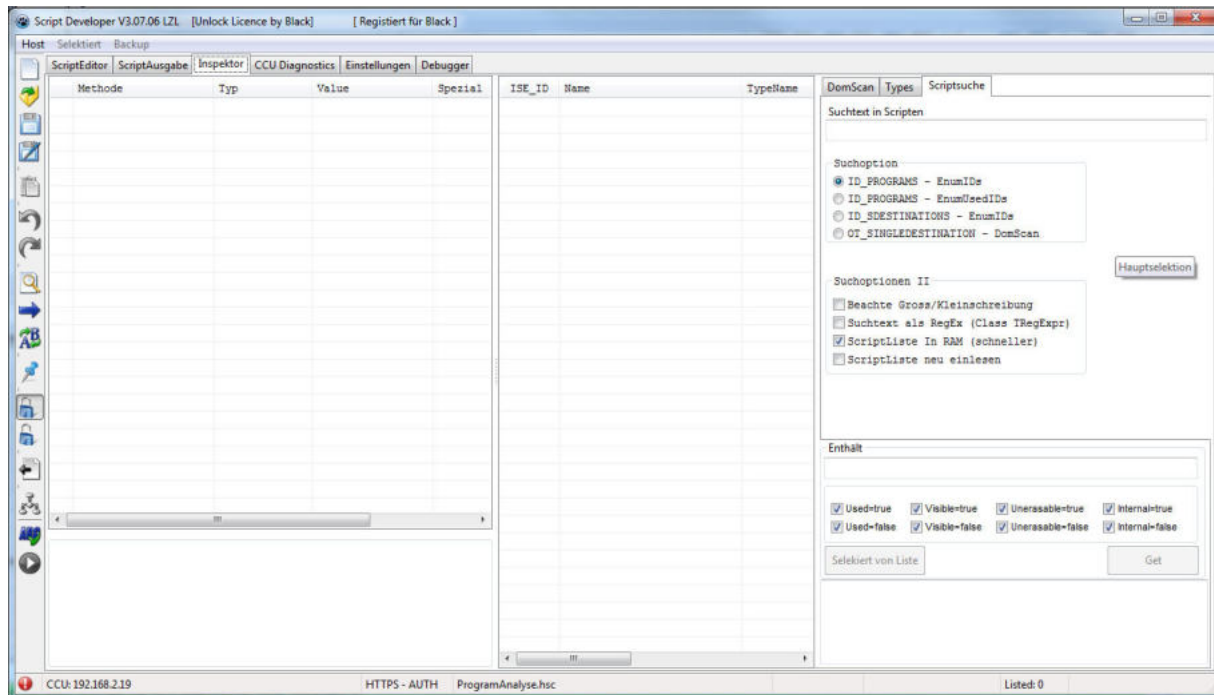 Script Developer V3.07.06 LZL [Unlock Licence by Black] [ Registiert für Black ]
Host Selektiert Backup
ScriptEditor ScriptAusgabe Inspektor CCU Diagnostics Einstellungen Debugger
Methode Typ Value Spezial
ISE_ID Name TypeName
DomScan Types Scriptsuche
Suchtext in Scripten
Suchoption
ID_PROGRAMS - EnumIDs
ID_PROGRAMS - EnumUsedIDs
ID_SDESTINATIONS - EnumIDs
OT_SINGLEDESTINATION - DomScan
Hauptselektion
Suchoptionen II
Beachte Gross/Kleinschreibung
Suchtext als RegEx (Class TRegExpr)
ScriptListe In RAM (schneller)
ScriptListe neu einlesen
Enthält
Used=true Visible=true Unerasable=true Internal=true
Used=false Visible=false Unerasable=false Internal=false
Selekiert von Liste Get
CCU: 192.168.2.19 HTTPS - AUTH ProgramAnalyse.hsc Listed: 0